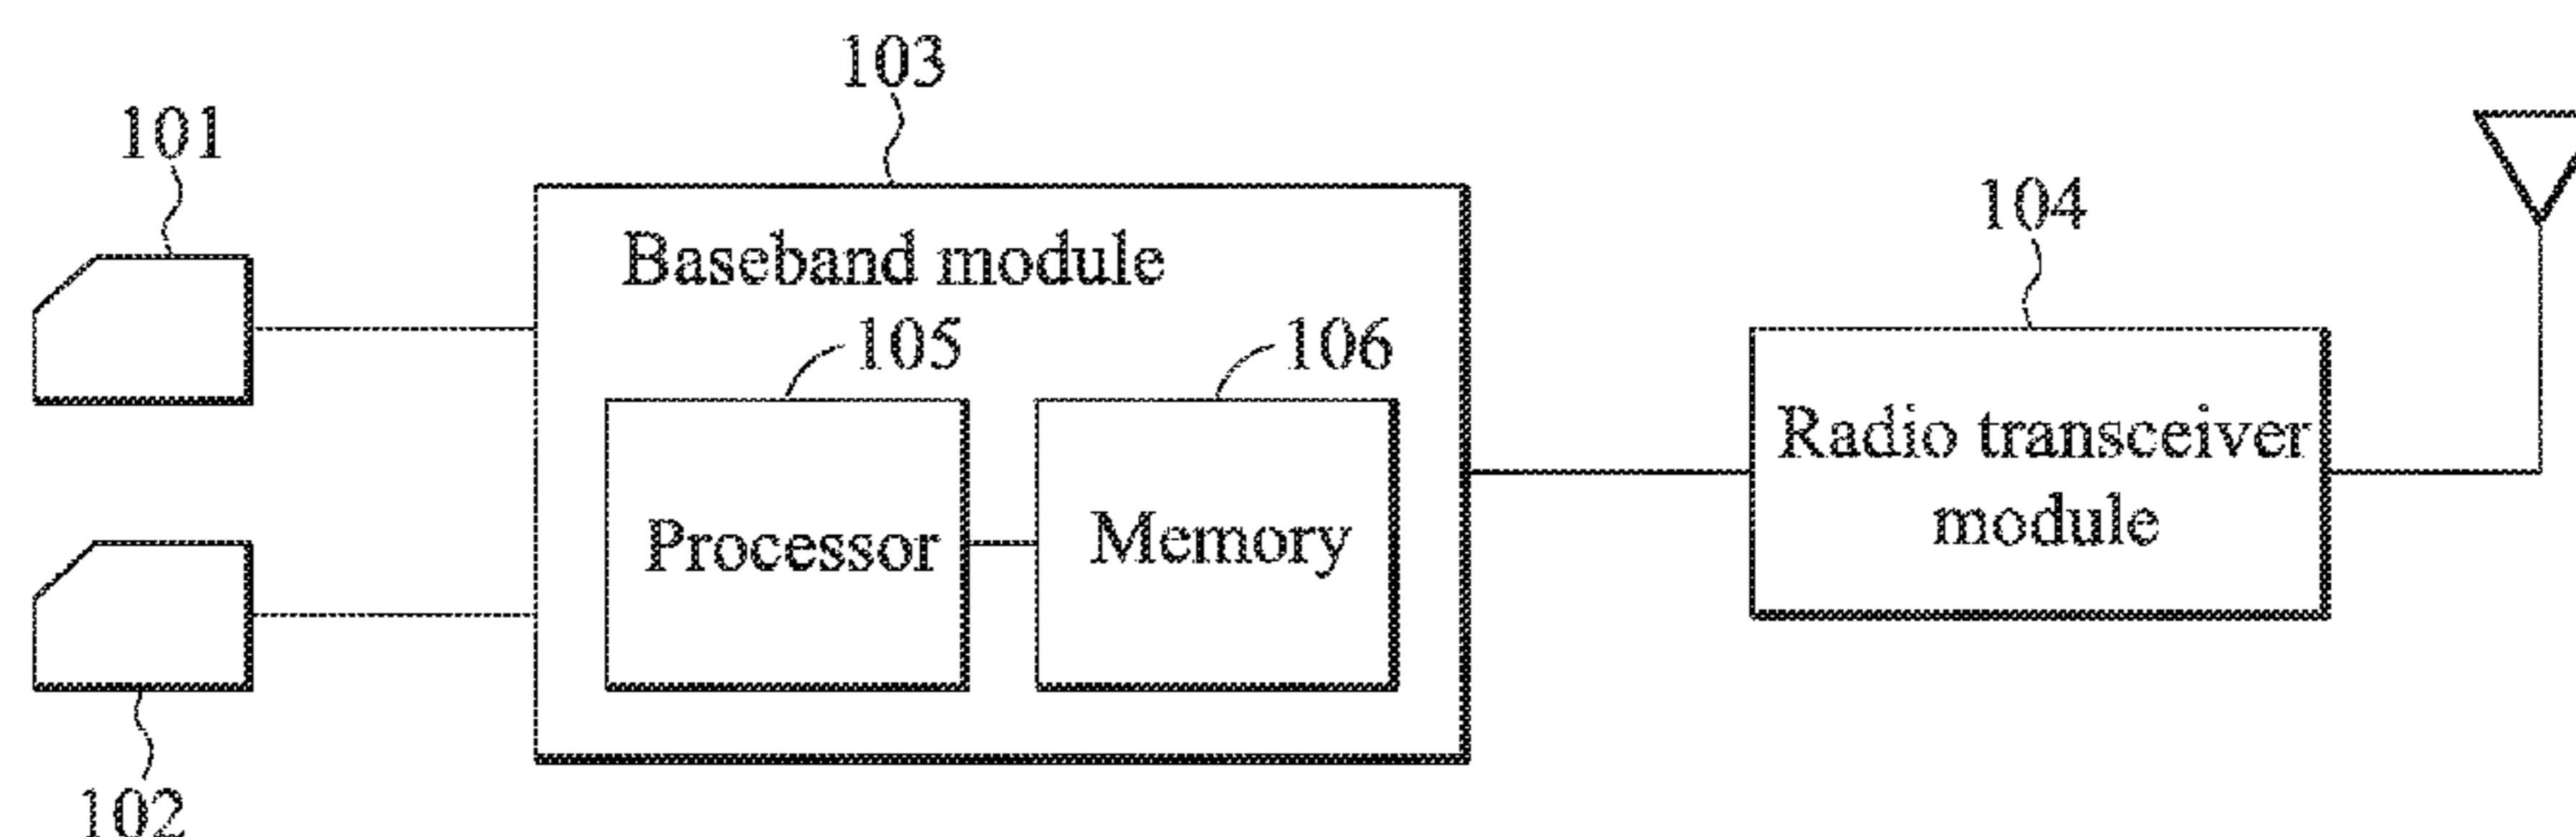 103
101
104
Baseband module
105
106
Radio transceiver
module
Processor
Memory
102